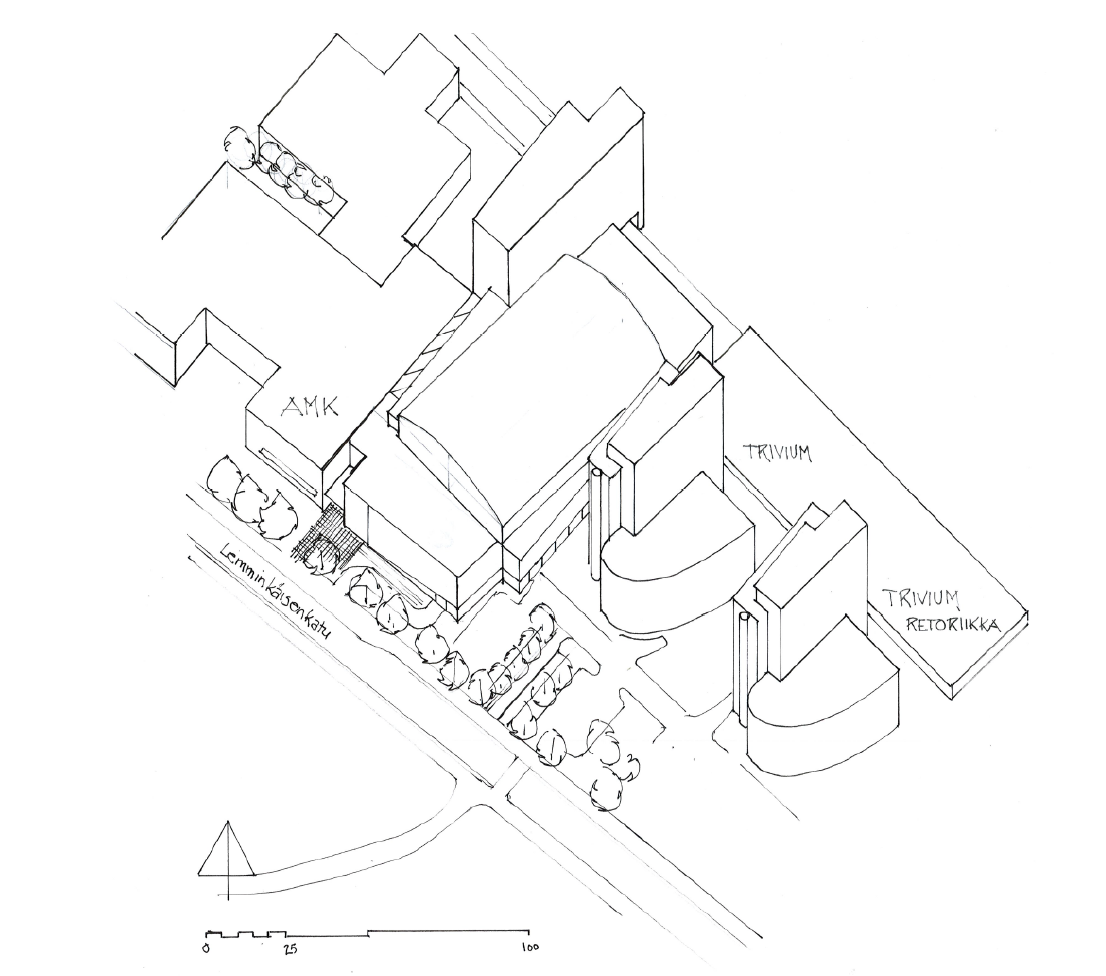 AMK
TRIVIUM
Lemminkäisenkatu
TRIVIUM
RETORIIKKA
0 25 100